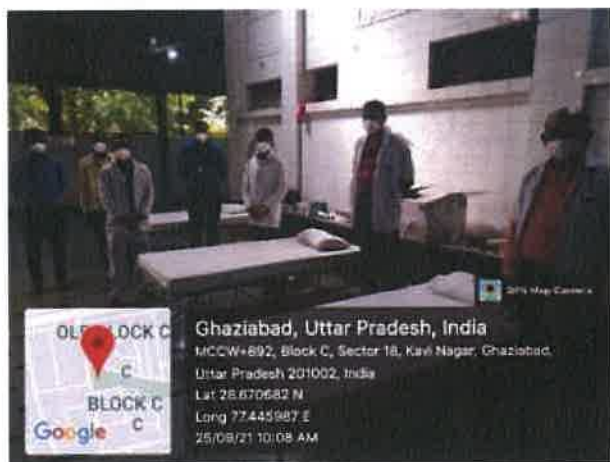 GPS Map Camera
OLD BLOCK C
C
BLOCK C
C
Google
Ghaziabad, Uttar Pradesh, India
MCCW+892, Block C, Sector 18, Kavi Nagar, Ghaziabad,
Uttar Pradesh 201002, India
Lat 28.670682 N
Long 77.445987 E
25/09/21 10:08 AM